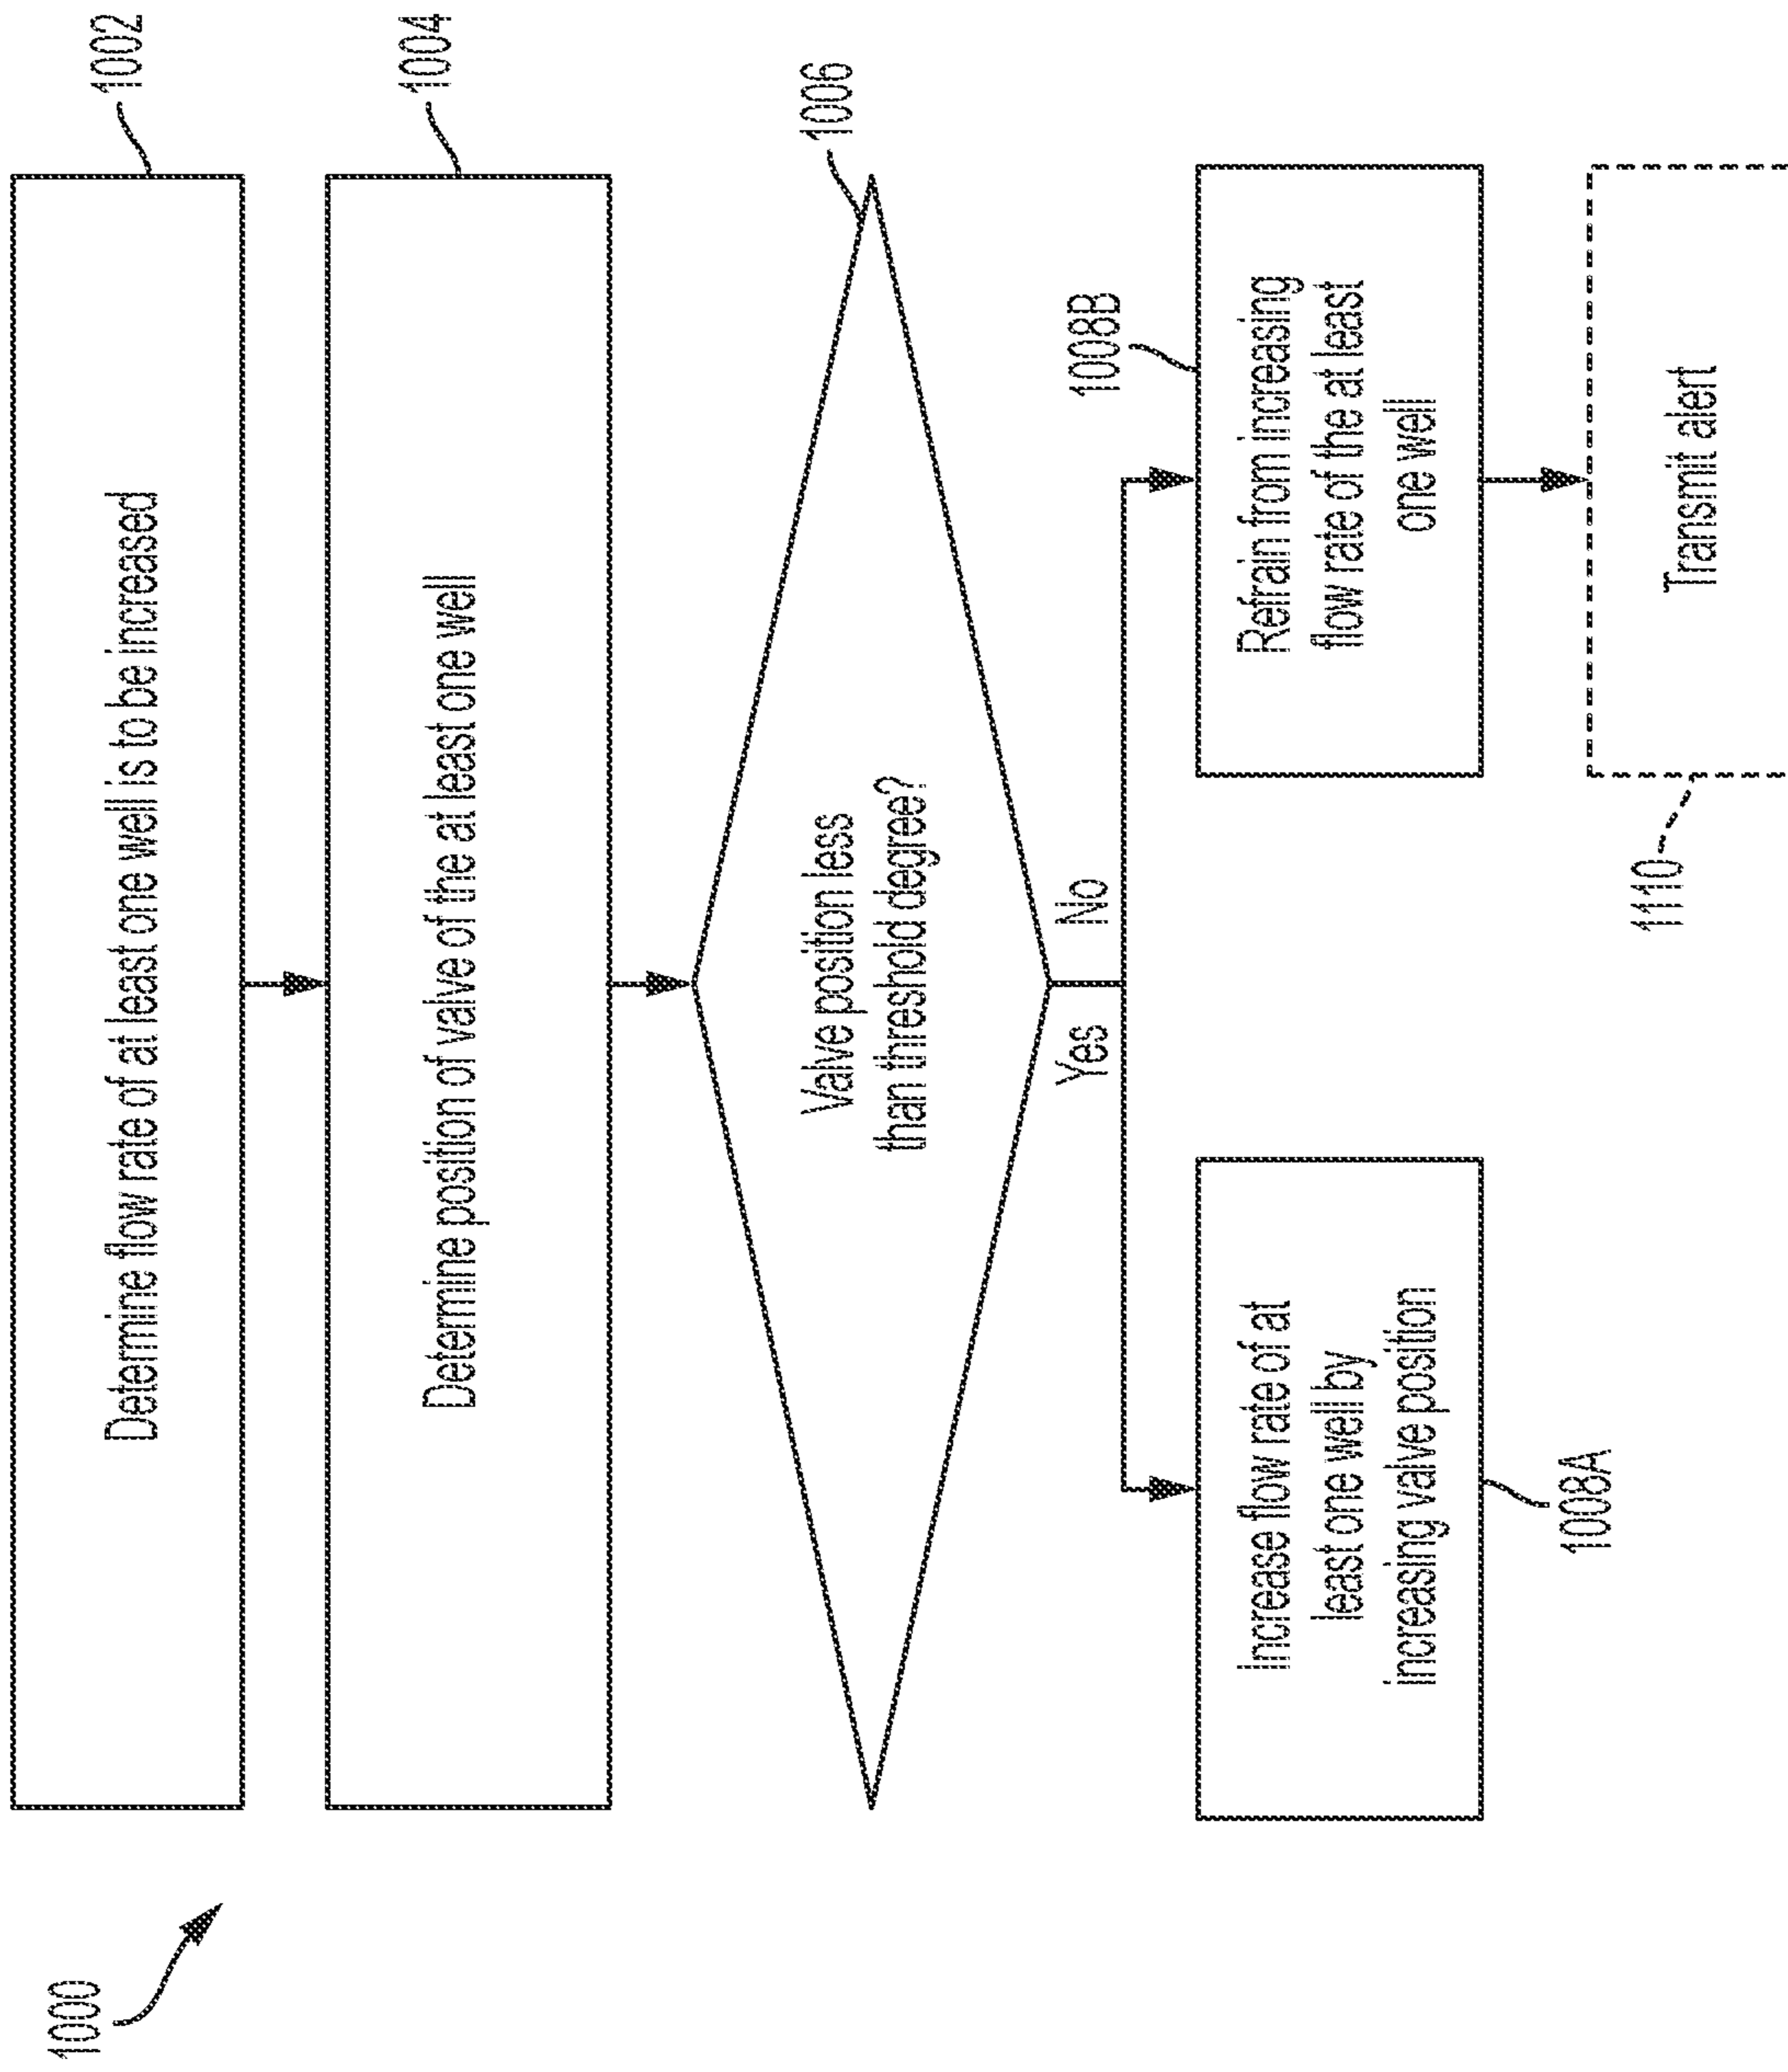 1000
Determine flow rate of at least one well is to be increased
1002
Determine position of valve of the at least one well
1004
Valve position less
than threshold degree?
1006
Yes
No
Increase flow rate of at
least one well by
increasing valve position
1008A
1008B
Refrain from increasing
flow rate of the at least
one well
1110
Transmit alert